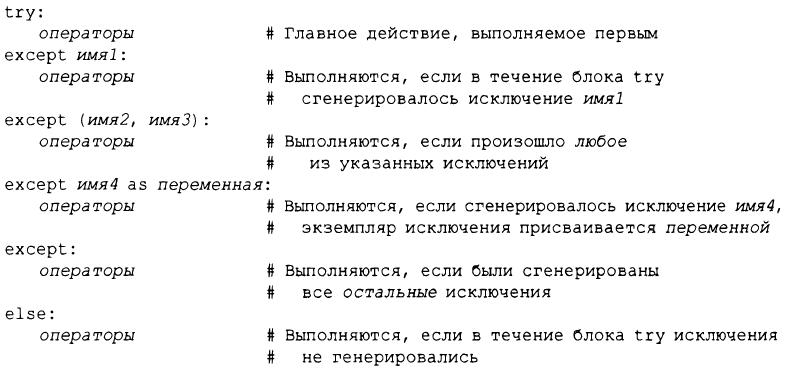 try:
операторы # Главное действие, выполняемое первым
except имя1:
операторы # Выполняются, если в течение блока try
# сгенерировалось исключение имя1
except (имя2, имя3):
операторы # Выполняются, если произошло любое
# из указанных исключений
except имя4 as переменная:
операторы # Выполняются, если сгенерировалось исключение имя4,
# экземпляр исключения присваивается переменной
except:
операторы # Выполняются, если были сгенерированы
# все остальные исключения
else:
операторы # Выполняются, если в течение блока try исключения
# не генерировались